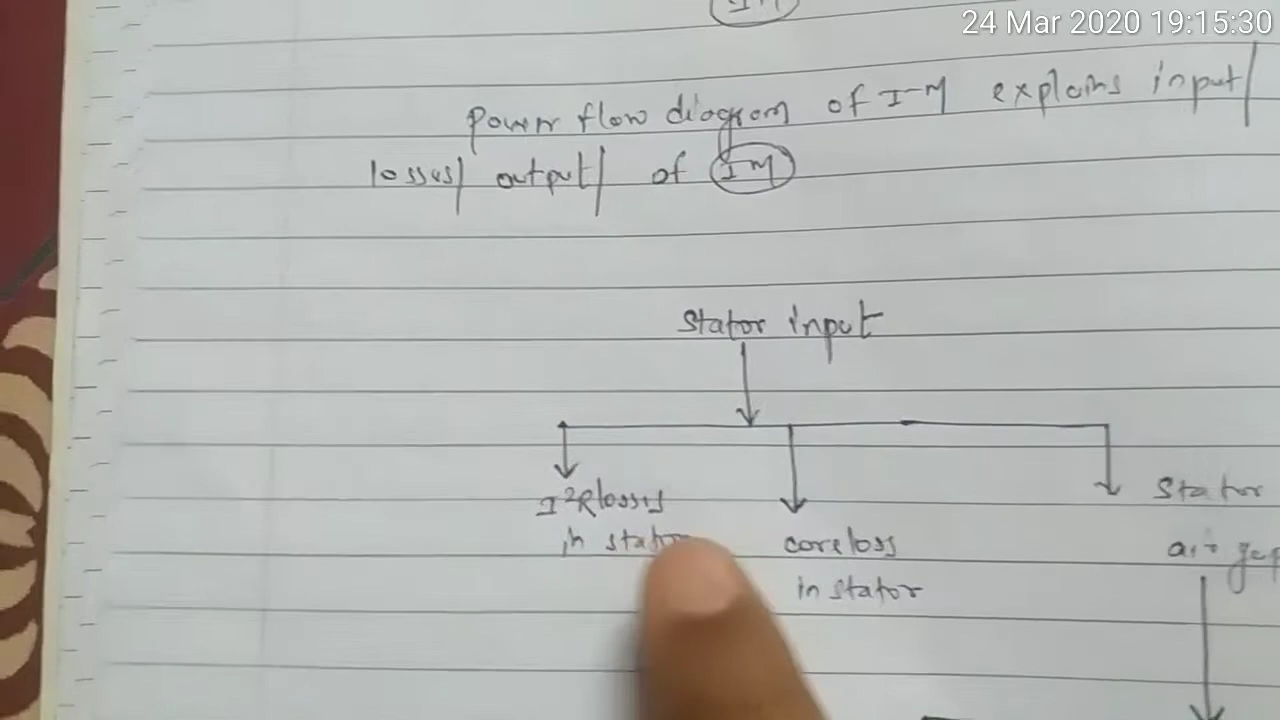 24 Mar 2020 19:15:30
power flow diagram of I-M explains input/
losses/ output/ of IM
Stator input
I²R losses
in stator
core loss
in stator
Stator
air gap